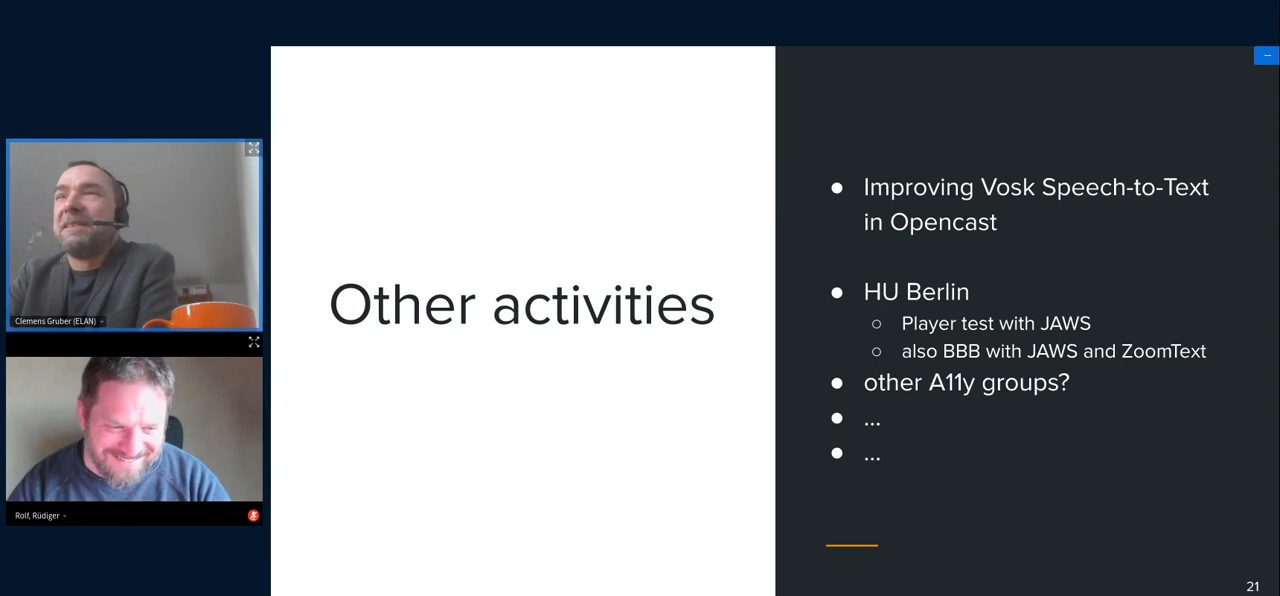 Clemens Gruber (ELAN)
Rolf, Rüdiger
Other activities
● Improving Vosk Speech-to-Text
in Opencast
● HU Berlin
○ Player test with JAWS
○ also BBB with JAWS and ZoomText
● other A11y groups?
● ...
● ...
21